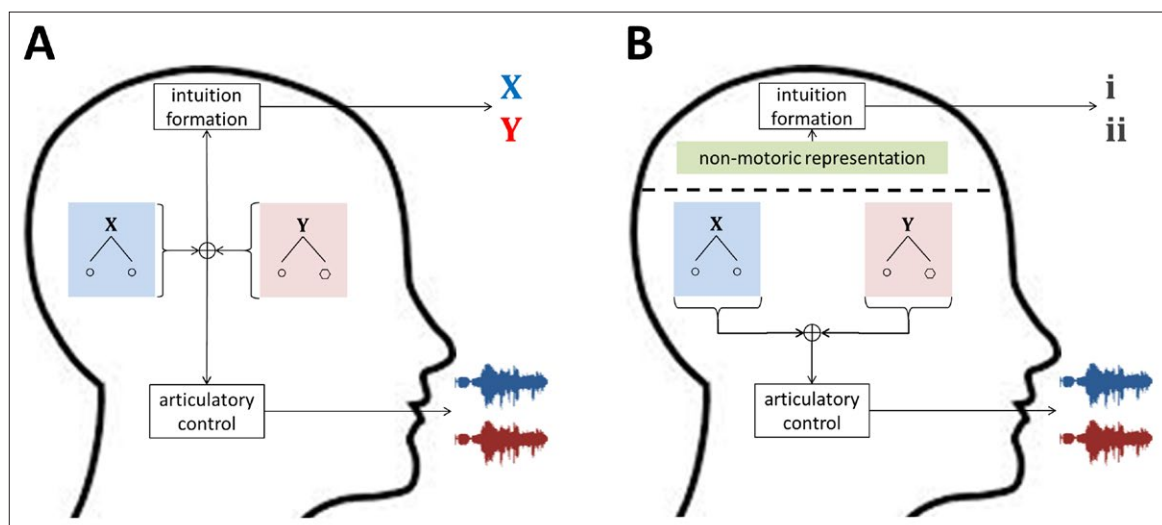 A
intuition
formation
X
Y
X
Y
articulatory
control
B
intuition
formation
i
ii
non-motoric representation
X
Y
articulatory
control